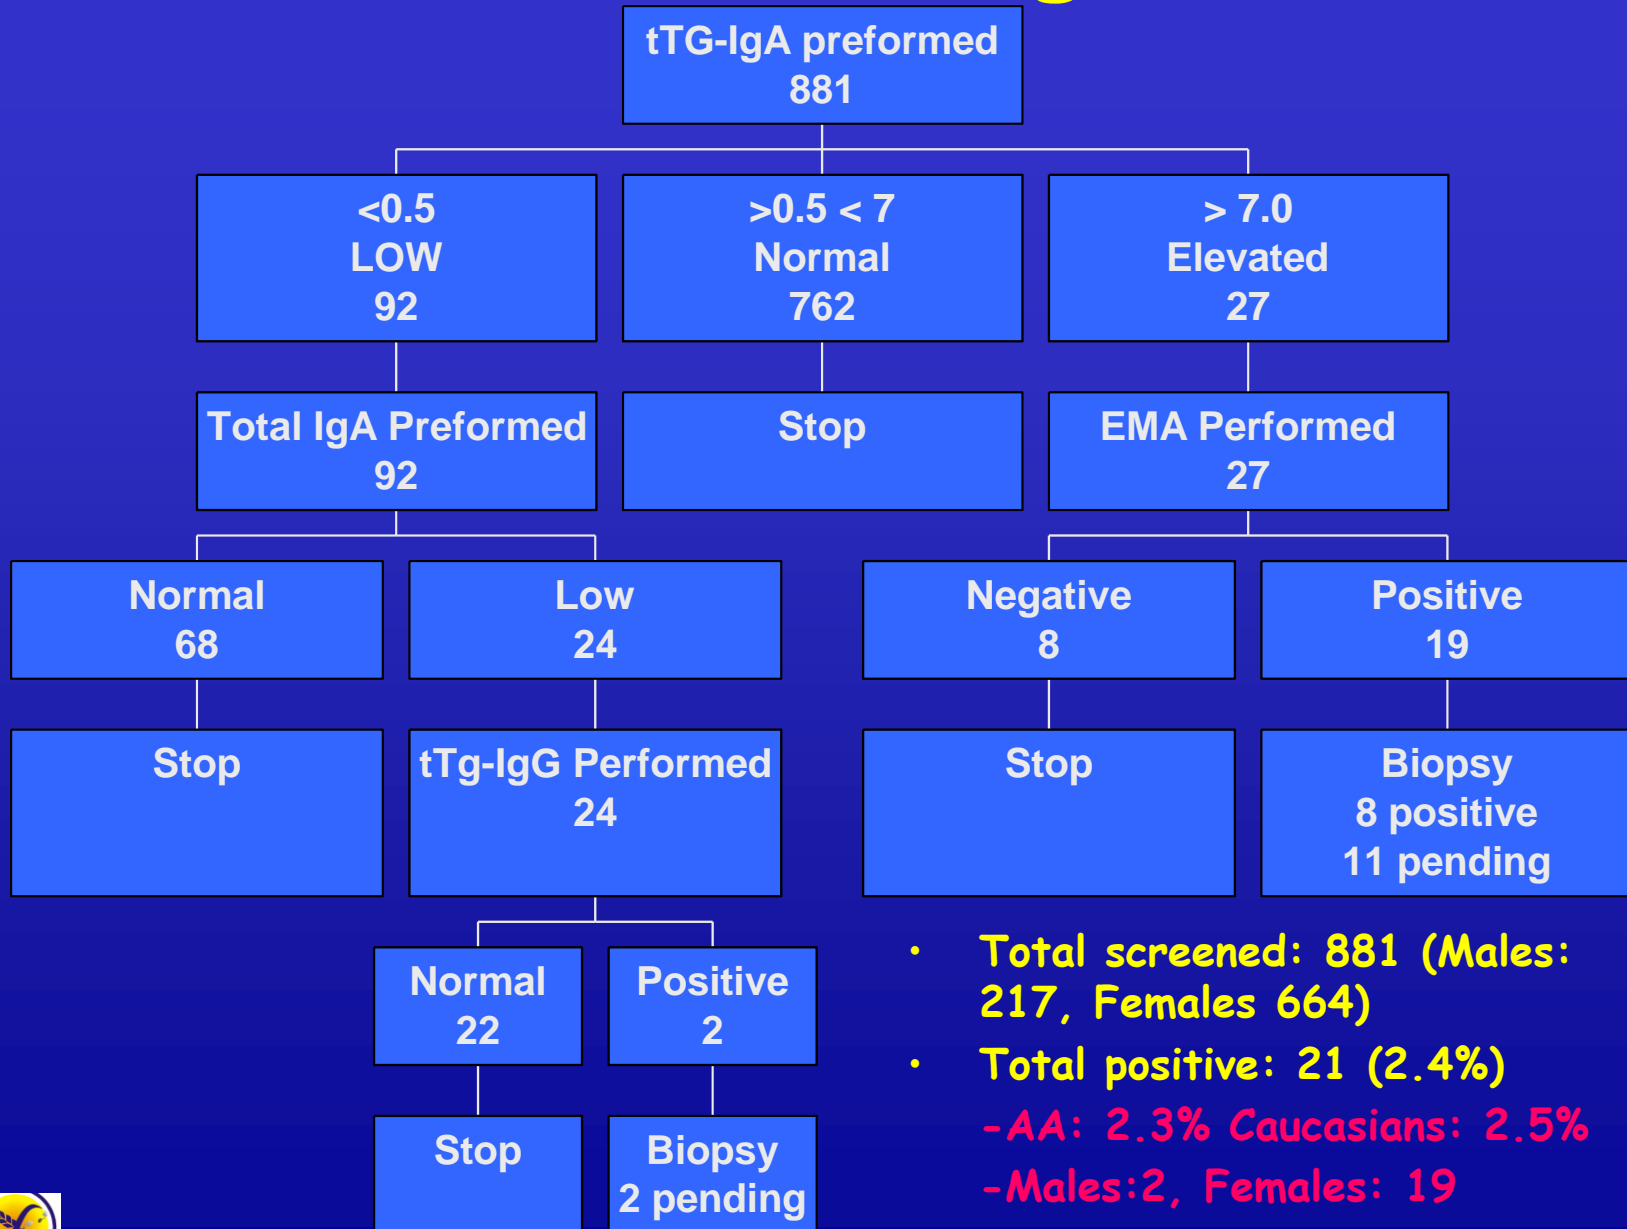 tTG-IgA preformed
881
<0.5
LOW
92
>0.5 < 7
Normal
762
> 7.0
Elevated
27
Total IgA Preformed
92
Stop
EMA Performed
27
Normal
68
Low
24
Negative
8
Positive
19
Stop
tTg-IgG Performed
24
Stop
Biopsy
8 positive
11 pending
Normal
22
Positive
2
Stop
Biopsy
2 pending
• Total screened: 881 (Males:
217, Females 664)
• Total positive: 21 (2.4%)
-AA: 2.3% Caucasians: 2.5%
-Males:2, Females: 19